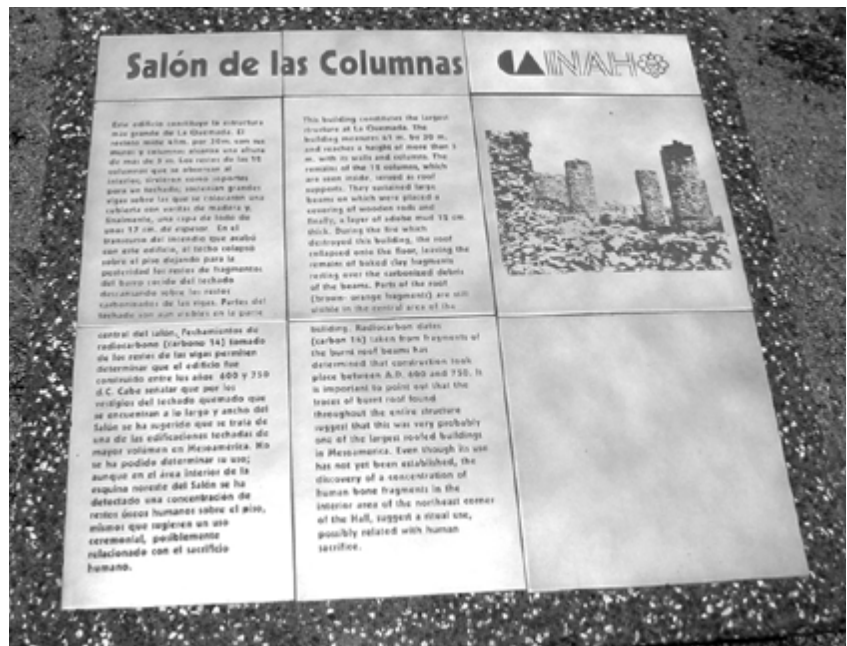 Salón de las Columnas
INAH
Este edificio constituye la estructura
más grande de La Quemada. El
recinto mide 41m. por 30m. con sus
muros y columnas alcanza una altura
de más de 5 m. Los restos de las 12
columnas que se observan al
interior, sirvieron como soportes
para un techado; sostenían grandes
vigas sobre las que se colocaron una
cubierta con vardas de madera y,
finalmente, una capa de lodo de
unos 12 cm. de espesor. En el
transcurso del incendio que acabó
con este edificio, el techo colapsó
sobre el piso dejando para la
posteridad los restos de fragmentos
del barro cocido del techado
descansando sobre los restos
carbonizados de las vigas. Partes del
techado son aun visibles en la parte
central del salón. Fechamientos de
radiocarbono (carbono 14) tomado
de los restos de las vigas permiten
determinar que el edificio fue
construido entre los años 600 y 750
d.C. Cabe señalar que por los
vestigios del techado quemado que
se encuentran a lo largo y ancho del
Salón se ha sugerido que se trata de
una de las edificaciones techadas de
mayor volúmen en Mesoamérica. No
se ha podido determinar su uso;
aunque en el área interior de la
esquina noreste del Salón se ha
detectado una concentración de
restos óseos humanos sobre el piso,
mismos que sugieren un uso
ceremonial, posiblemente
relacionado con el sacrificio
humano.
This building constitutes the largest
structure at La Quemada. The
building measures 41 m. by 30 m.
and reaches a height of more than 5
m. with its walls and columns. The
remains of the 12 columns, which
are seen inside, served as roof
supports. They sustained large
beams on which were placed a
covering of wooden rods and
finally, a layer of adobe mud 12 cm.
thick. During the fire which
destroyed this building, the roof
collapsed onto the floor, leaving the
remains of baked clay fragments
resting over the carbonized debris
of the beams. Parts of the roof
(brown- orange fragments) are still
visible in the central area of the
building. Radiocarbon dates
(carbon 14) taken from fragments of
the burnt roof beams has
determined that construction took
place between A.D. 600 and 750. It
is important to point out that the
traces of burnt roof found
throughout the entire structure
suggest that this was very probably
one of the largest roofed buildings
in Mesoamerica. Even though its use
has not yet been established, the
discovery of a concentration of
human bone fragments in the
interior area of the northeast corner
of the Hall, suggest a ritual use,
possibly related with human
sacrifice.